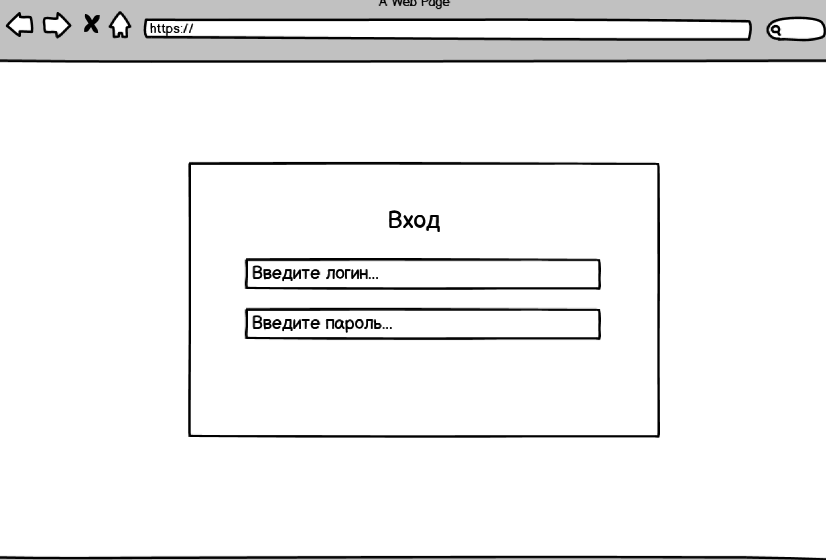 A Web Page
https://
Вход
Введите логин...
Введите пароль...